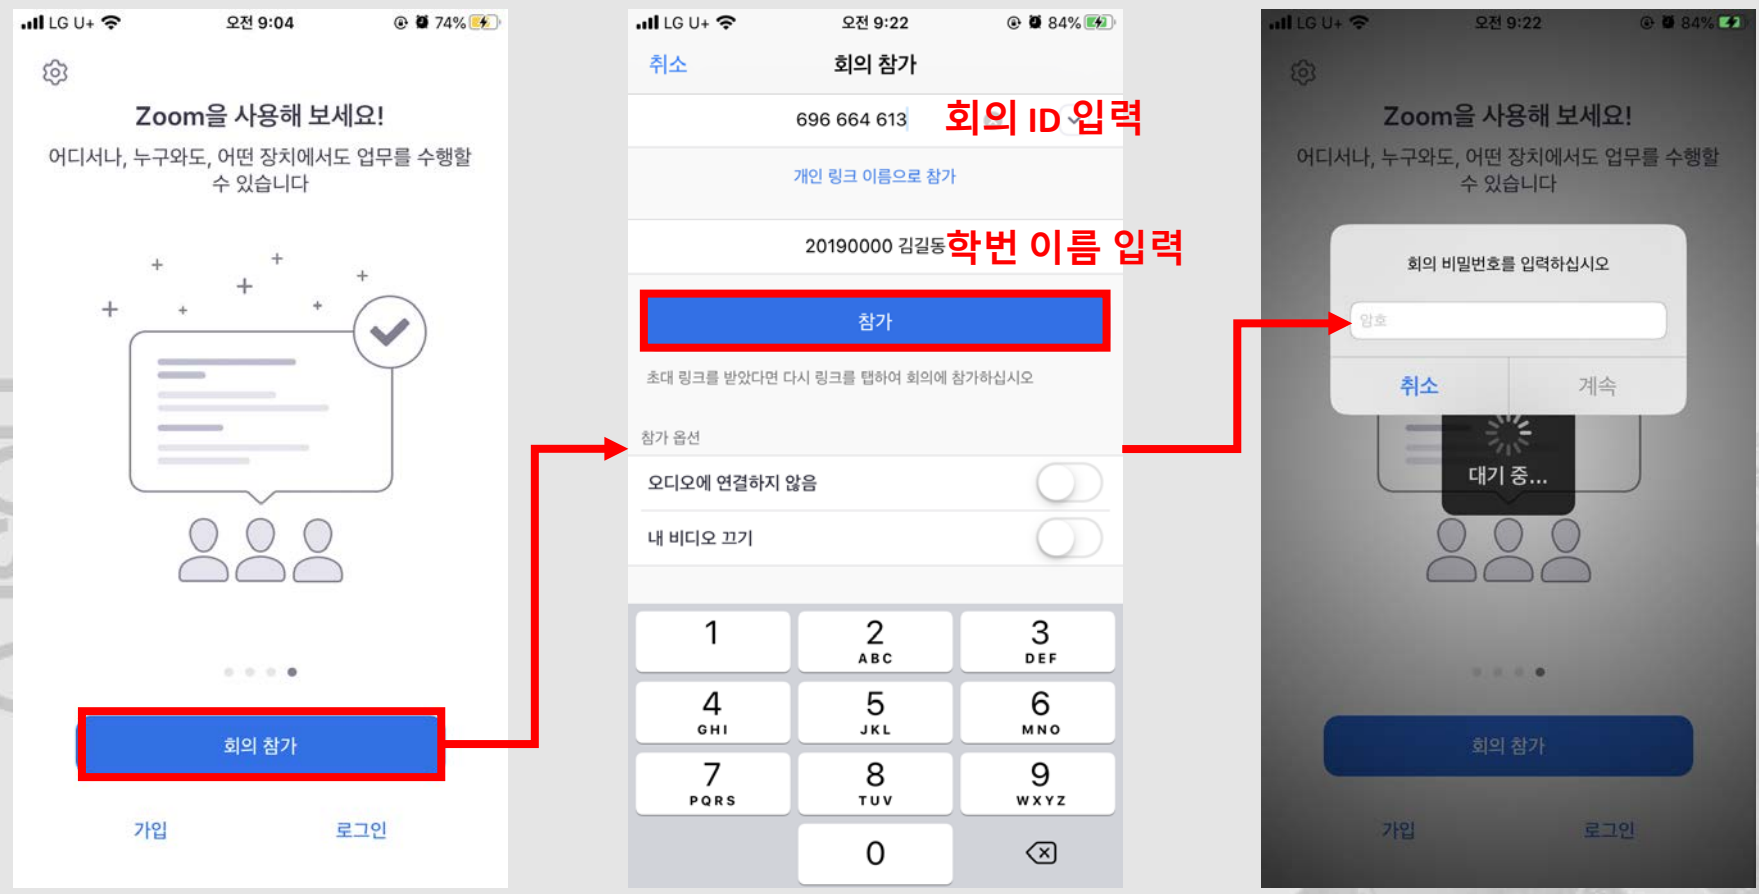 LG U+
오전 9:04
74%
Zoom을 사용해 보세요!
어디서나, 누구와도, 어떤 장치에서도 업무를 수행할
수 있습니다
회의 참가
가입
로그인
LG U+
오전 9:22
84%
취소
회의 참가
696 664 613
회의 ID 입력
개인 링크 이름으로 참가
20190000 김길동
학번 이름 입력
참가
초대 링크를 받았다면 다시 링크를 탭하여 회의에 참가하십시오
참가 옵션
오디오에 연결하지 않음
내 비디오 끄기
1
2
ABC
3
DEF
4
GHI
5
JKL
6
MNO
7
PQRS
8
TUV
9
WXYZ
0
LG U+
오전 9:22
84%
Zoom을 사용해 보세요!
어디서나, 누구와도, 어떤 장치에서도 업무를 수행할
수 있습니다
회의 비밀번호를 입력하십시오
암호
취소
계속
대기 중...
회의 참가
가입
로그인